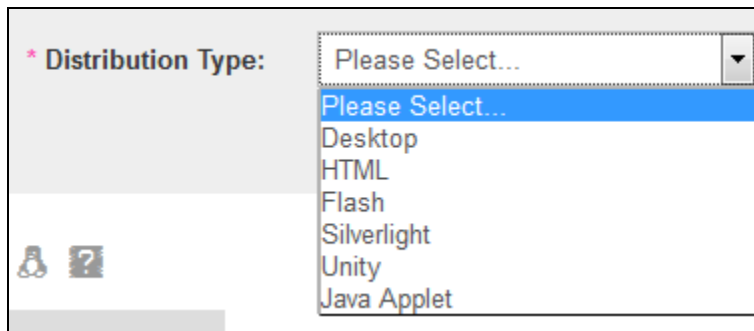 * Distribution Type:
Please Select...
Please Select...
Desktop
HTML
Flash
Silverlight
Unity
Java Applet
?